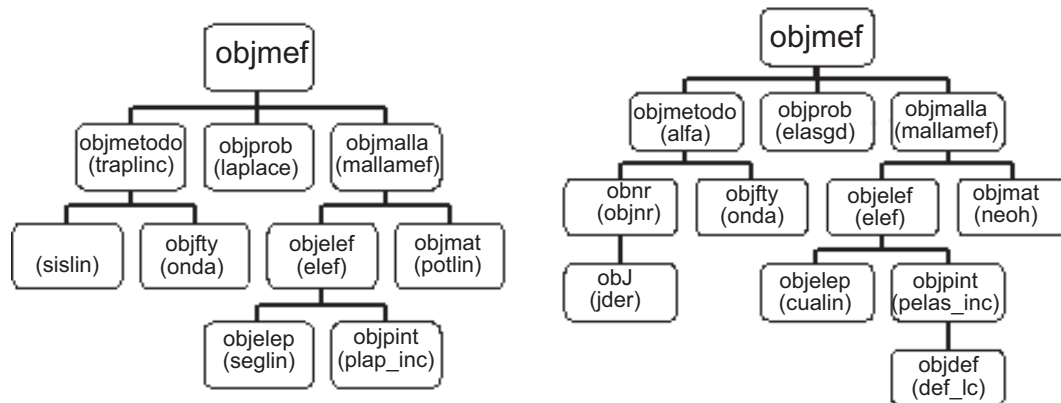 objmef
objmetodo
(traplinc)
objprob
(laplace)
objmalla
(mallamef)
(sislin)
objfty
(onda)
objelef
(elef)
objmat
(potlin)
objelep
(seglin)
objpint
(plap_inc)
objmef
objmetodo
(alfa)
objprob
(elasgd)
objmalla
(mallamef)
obnr
(objnr)
objfty
(onda)
objelef
(elef)
objmat
(neoh)
obJ
(jder)
objelep
(cualin)
objpint
(pelas_inc)
objdef
(def_lc)